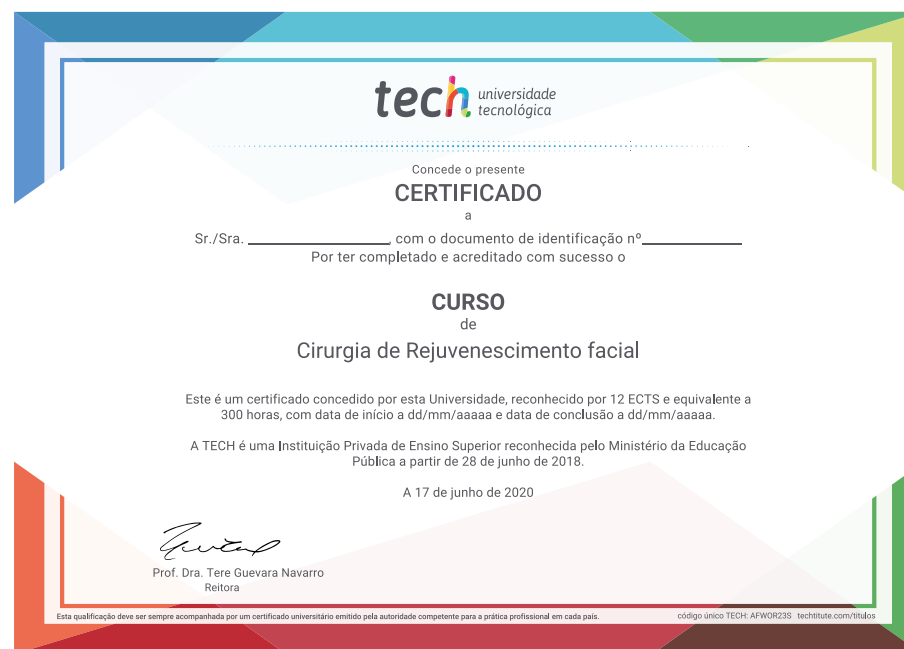 tech universidade
tecnológica
Concede o presente
CERTIFICADO
a
Sr./Sra. ____________________, com o documento de identificação nº______________
Por ter completado e acreditado com sucesso o
CURSO
de
Cirurgia de Rejuvenescimento facial
Este é um certificado concedido por esta Universidade, reconhecido por 12 ECTS e equivalente a
300 horas, com data de início a dd/mm/aaaaa e data de conclusão a dd/mm/aaaaa.
A TECH é uma Instituição Privada de Ensino Superior reconhecida pelo Ministério da Educação
Pública a partir de 28 de junho de 2018.
A 17 de junho de 2020
Prof. Dra. Tere Guevara Navarro
Reitora
Esta qualificação deve ser sempre acompanhada por um certificado universitário emitido pela autoridade competente para a prática profissional em cada país.
código único TECH: AFWOR23S techtitute.com/titulos